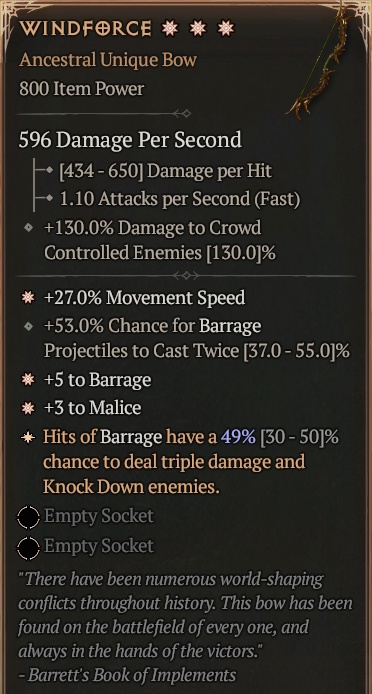 WINDFORCE
Ancestral Unique Bow
800 Item Power
596 Damage Per Second
[434 - 650] Damage per Hit
1.10 Attacks per Second (Fast)
+130.0% Damage to Crowd
Controlled Enemies [130.0]%
+27.0% Movement Speed
+53.0% Chance for Barrage
Projectiles to Cast Twice [37.0 - 55.0]%
+5 to Barrage
+3 to Malice
Hits of Barrage have a 49% [30 - 50]%
chance to deal triple damage and
Knock Down enemies.
Empty Socket
Empty Socket
"There have been numerous world-shaping
conflicts throughout history. This bow has been
found on the battlefield of every one, and
always in the hands of the victors."
- Barrett's Book of Implements